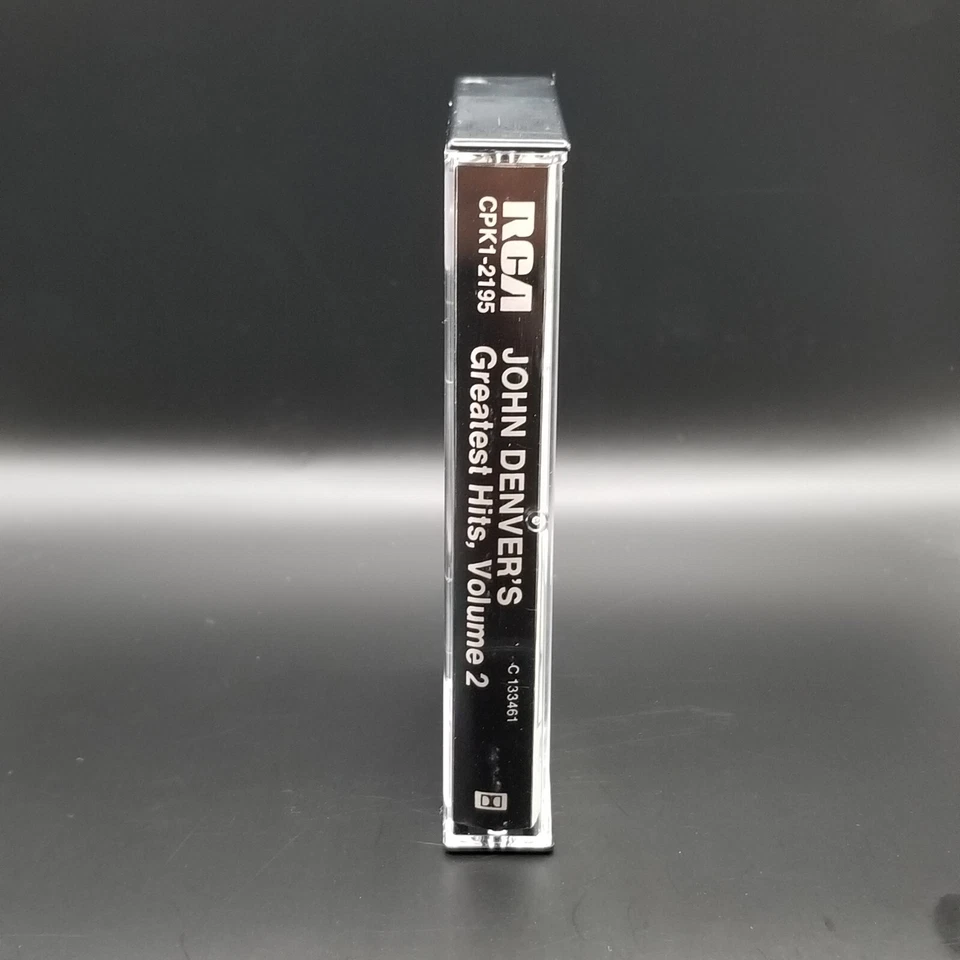 RCA
CPK1-2195
JOHN DENVER'S
Greatest Hits, Volume 2
C 133461